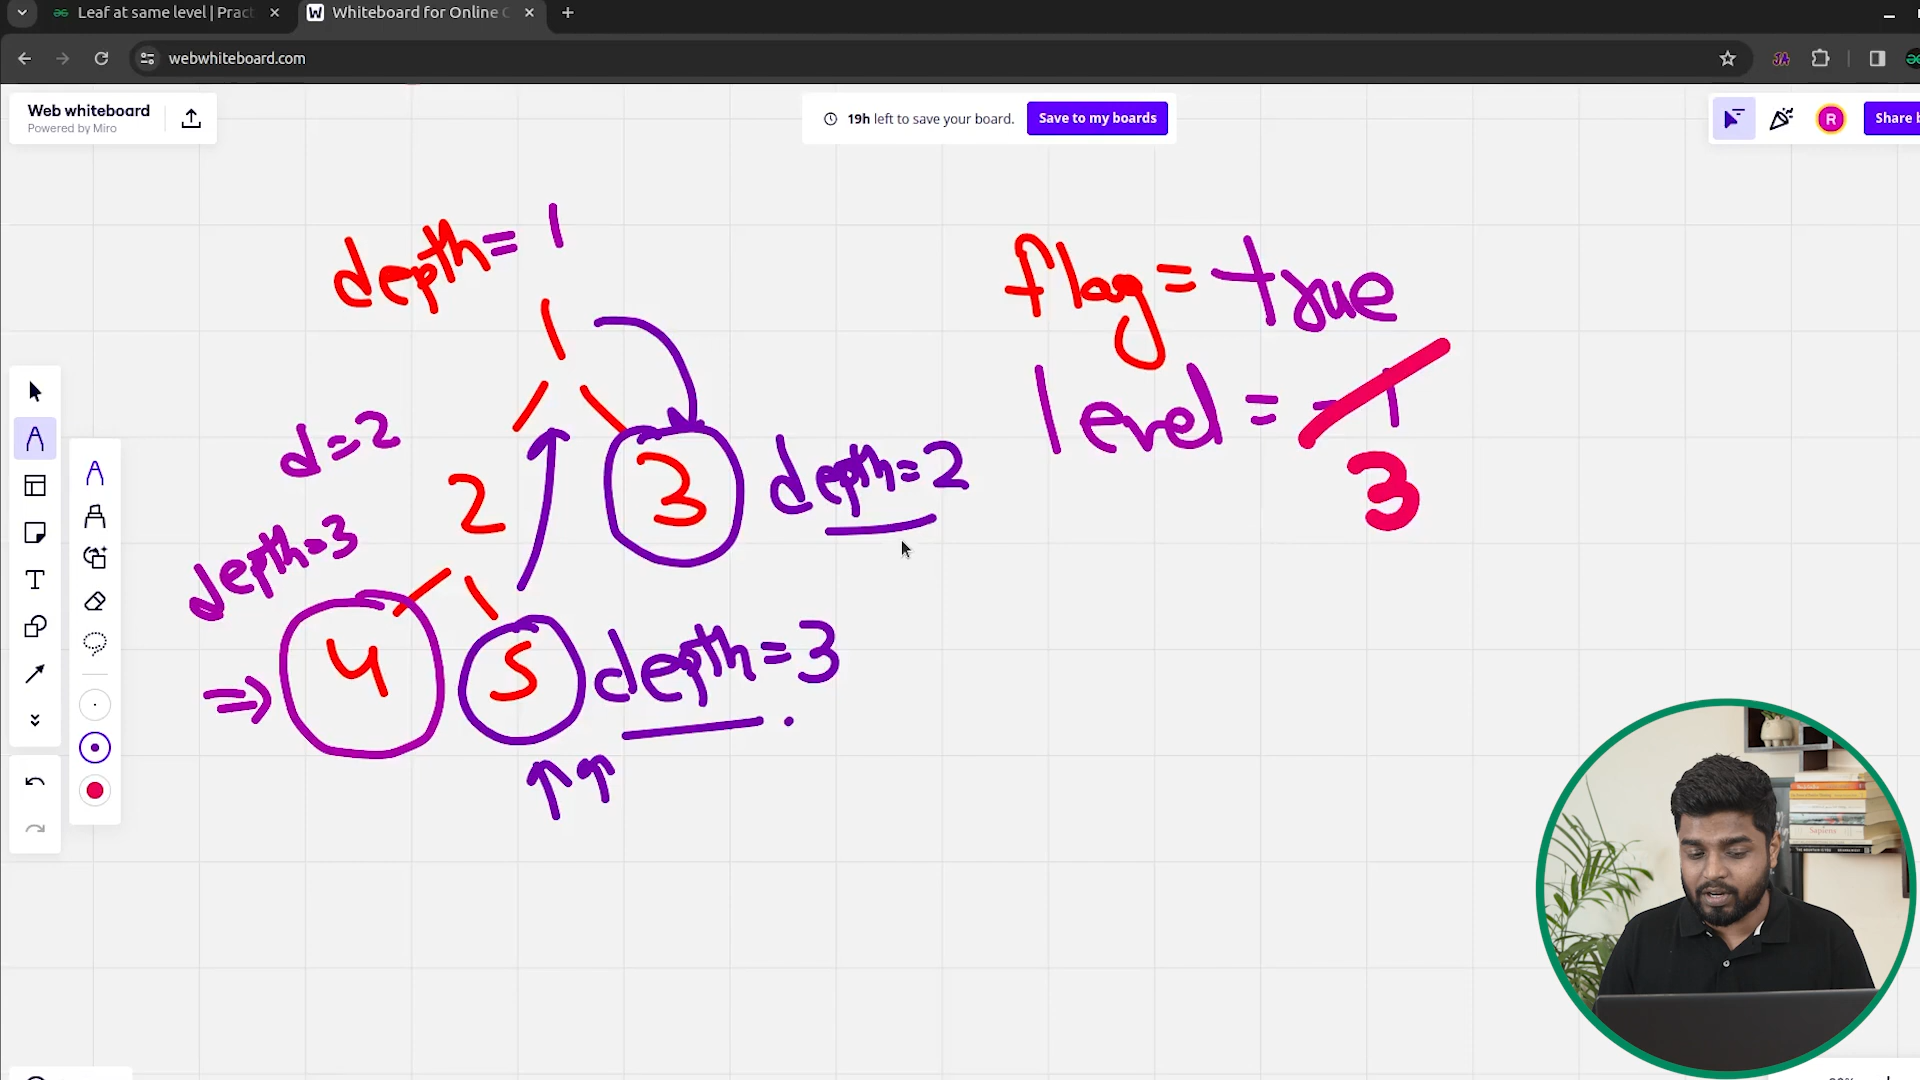 Leaf at same level | Prac
Whiteboard for Online
webwhiteboard.com
Web whiteboard
Powered by Miro
19h left to save your board.
Save to my boards
R
Share
depth = 1
flag = true
1
level = -1
3
d=2
2
3
depth=2
depth=3
4
5
depth=3
T
Sapiens